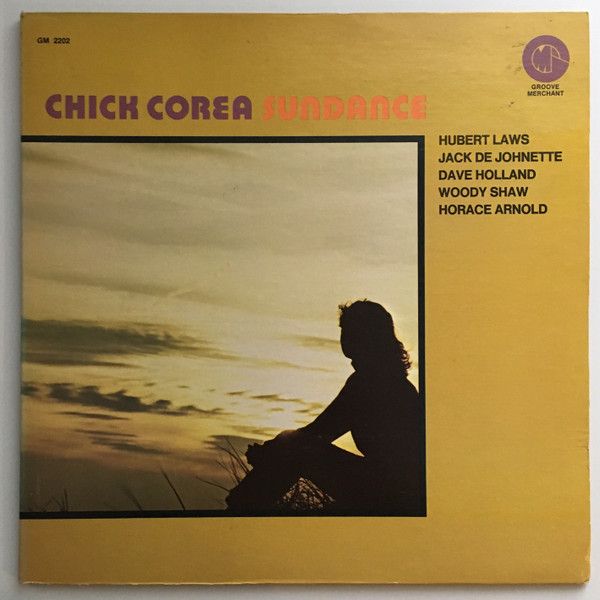 GM 2202
GROOVE
MERCHANT
CHICK COREA SUNDANCE
HUBERT LAWS
JACK DE JOHNETTE
DAVE HOLLAND
WOODY SHAW
HORACE ARNOLD